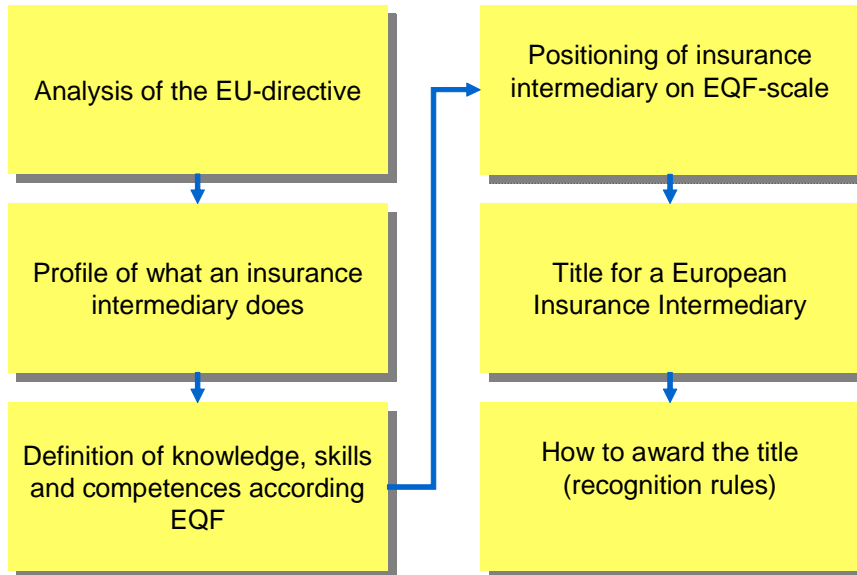 Analysis of the EU-directive
Profile of what an insurance
intermediary does
Definition of knowledge, skills
and competences according
EQF
Positioning of insurance
intermediary on EQF-scale
Title for a European
Insurance Intermediary
How to award the title
(recognition rules)